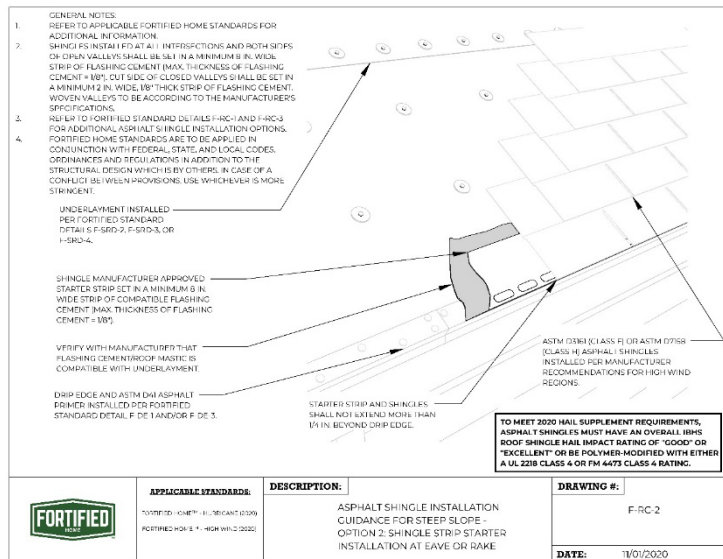 GENERAL NOTES:
1. REFER TO APPLICABLE FORTIFIED HOME STANDARDS FOR
ADDITIONAL INFORMATION.
2. SHINGLES INSTALLED AT ALL INTERSECTIONS AND BOTH SIDES
OF OPEN VALLEYS SHALL BE SET IN A MINIMUM 8 IN. WIDE
STRIP OF FLASHING CEMENT (MAX. THICKNESS OF FLASHING
CEMENT = 1/8"). CUT SIDE OF CLOSED VALLEYS SHALL BE SET IN
A MINIMUM 2 IN. WIDE, 1/8" THICK STRIP OF FLASHING CEMENT.
WOVEN VALLEYS TO BE ACCORDING TO THE MANUFACTURER'S
SPECIFICATIONS.
3. REFER TO FORTIFIED STANDARD DETAILS F-RC-1 AND F-RC-3
FOR ADDITIONAL ASPHALT SHINGLE INSTALLATION OPTIONS.
4. FORTIFIED HOME STANDARDS ARE TO BE APPLIED IN
CONJUNCTION WITH FEDERAL, STATE, AND LOCAL CODES,
ORDINANCES AND REGULATIONS IN ADDITION TO THE
STRUCTURAL DESIGN WHICH IS BY OTHERS. IN CASE OF A
CONFLICT BETWEEN PROVISIONS, USE WHICHEVER IS MORE
STRINGENT.
UNDERLAYMENT INSTALLED
PER FORTIFIED STANDARD
DETAILS F-SRD-2, F-SRD-3, OR
F-SRD-4.
SHINGLE MANUFACTURER APPROVED
STARTER STRIP SET IN A MINIMUM 8 IN.
WIDE STRIP OF COMPATIBLE FLASHING
CEMENT (MAX. THICKNESS OF FLASHING
CEMENT = 1/8").
VERIFY WITH MANUFACTURER THAT
FLASHING CEMENT/ROOF MASTIC IS
COMPATIBLE WITH UNDERLAYMENT.
DRIP EDGE AND ASTM D41 ASPHALT
PRIMER INSTALLED PER FORTIFIED
STANDARD DETAIL F DE 1 AND/OR F DE 3.
STARTER STRIP AND SHINGLES
SHALL NOT EXTEND MORE THAN
1/4 IN. BEYOND DRIP EDGE.
ASTM D3161 (CLASS F) OR ASTM D7158
(CLASS H) ASPHALT SHINGLES
INSTALLED PER MANUFACTURER
RECOMMENDATIONS FOR HIGH WIND
REGIONS.
TO MEET 2020 HAIL SUPPLEMENT REQUIREMENTS,
ASPHALT SHINGLES MUST HAVE AN OVERALL IBHS
ROOF SHINGLE HAIL IMPACT RATING OF "GOOD" OR
"EXCELLENT" OR BE POLYMER-MODIFIED WITH EITHER
A UL 2218 CLASS 4 OR FM 4473 CLASS 4 RATING.
FORTIFIED
HOME
APPLICABLE STANDARDS:
FORTIFIED HOME™ - HURRICANE (2020)
FORTIFIED HOME™ - HIGH WIND (2020)
DESCRIPTION:
ASPHALT SHINGLE INSTALLATION
GUIDANCE FOR STEEP SLOPE -
OPTION 2: SHINGLE STRIP STARTER
INSTALLATION AT EAVE OR RAKE
DRAWING #:
F-RC-2
DATE: 11/01/2020